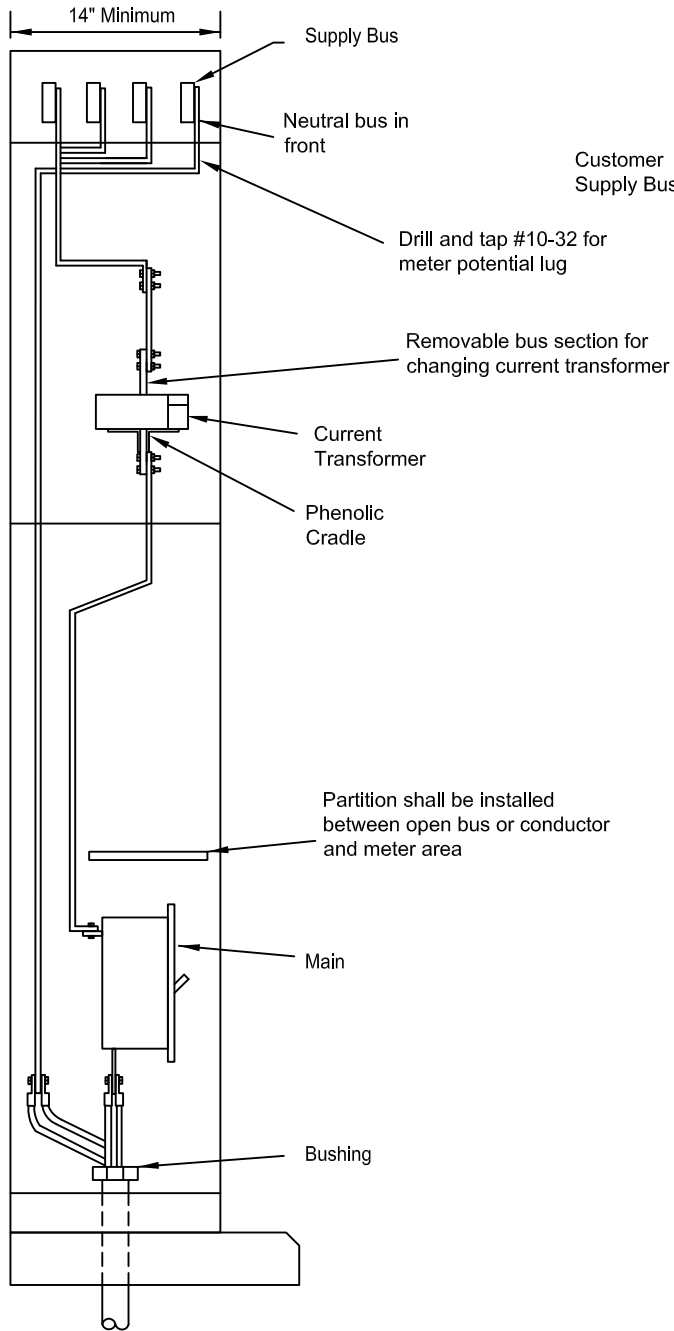 14" Minimum
Supply Bus
Neutral bus in
front
Customer
Supply Bus
Drill and tap #10-32 for
meter potential lug
Removable bus section for
changing current transformer
Current
Transformer
Phenolic
Cradle
Partition shall be installed
between open bus or conductor
and meter area
Main
Bushing